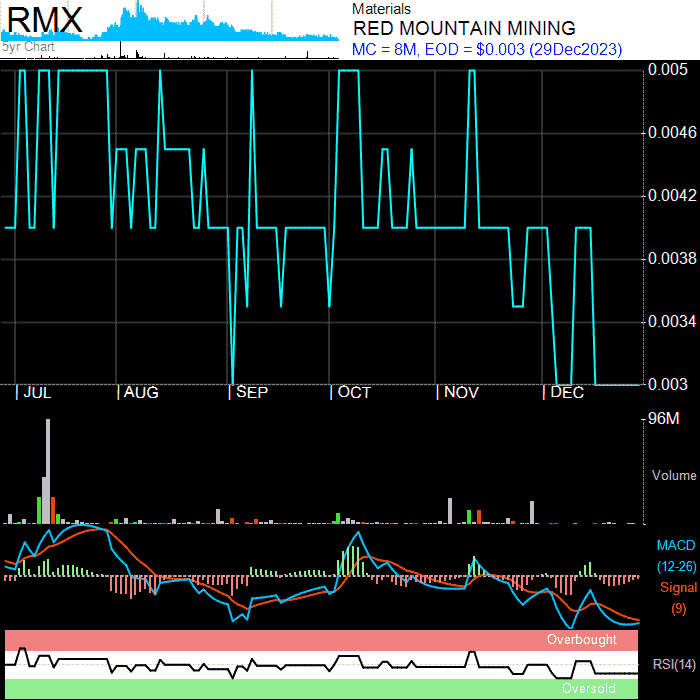 RMX
5yr Chart
Materials
RED MOUNTAIN MINING
MC = 8M, EOD = $0.003 (29Dec2023)
0.005
0.0046
0.0042
0.0038
0.0034
0.003
JUL AUG SEP OCT NOV DEC
96M
Volume
MACD
(12-26)
Signal
(9)
Overbought
RSI(14)
Oversold